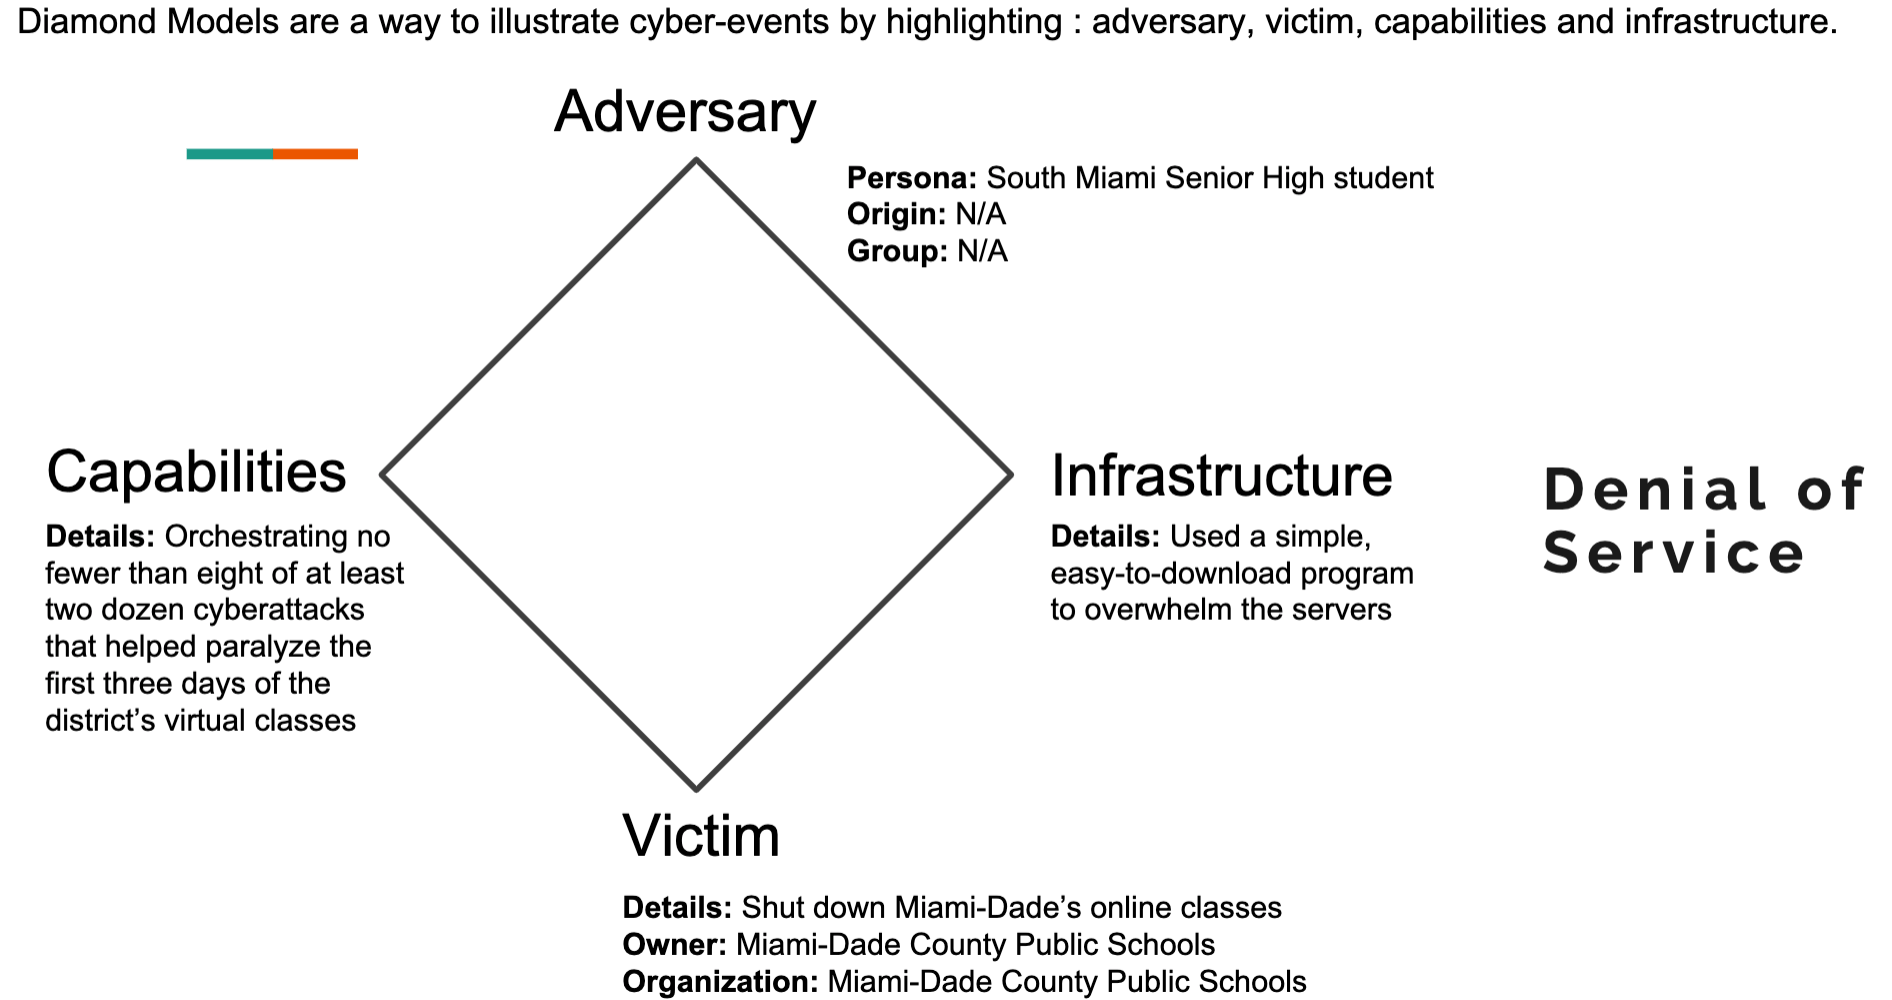 Diamond Models are a way to illustrate cyber-events by highlighting : adversary, victim, capabilities and infrastructure.
Adversary
Persona: South Miami Senior High student
Origin: N/A
Group: N/A
Capabilities
Details: Orchestrating no
fewer than eight of at least
two dozen cyberattacks
that helped paralyze the
first three days of the
district’s virtual classes
Infrastructure
Details: Used a simple,
easy-to-download program
to overwhelm the servers
Denial of
Service
Victim
Details: Shut down Miami-Dade’s online classes
Owner: Miami-Dade County Public Schools
Organization: Miami-Dade County Public Schools